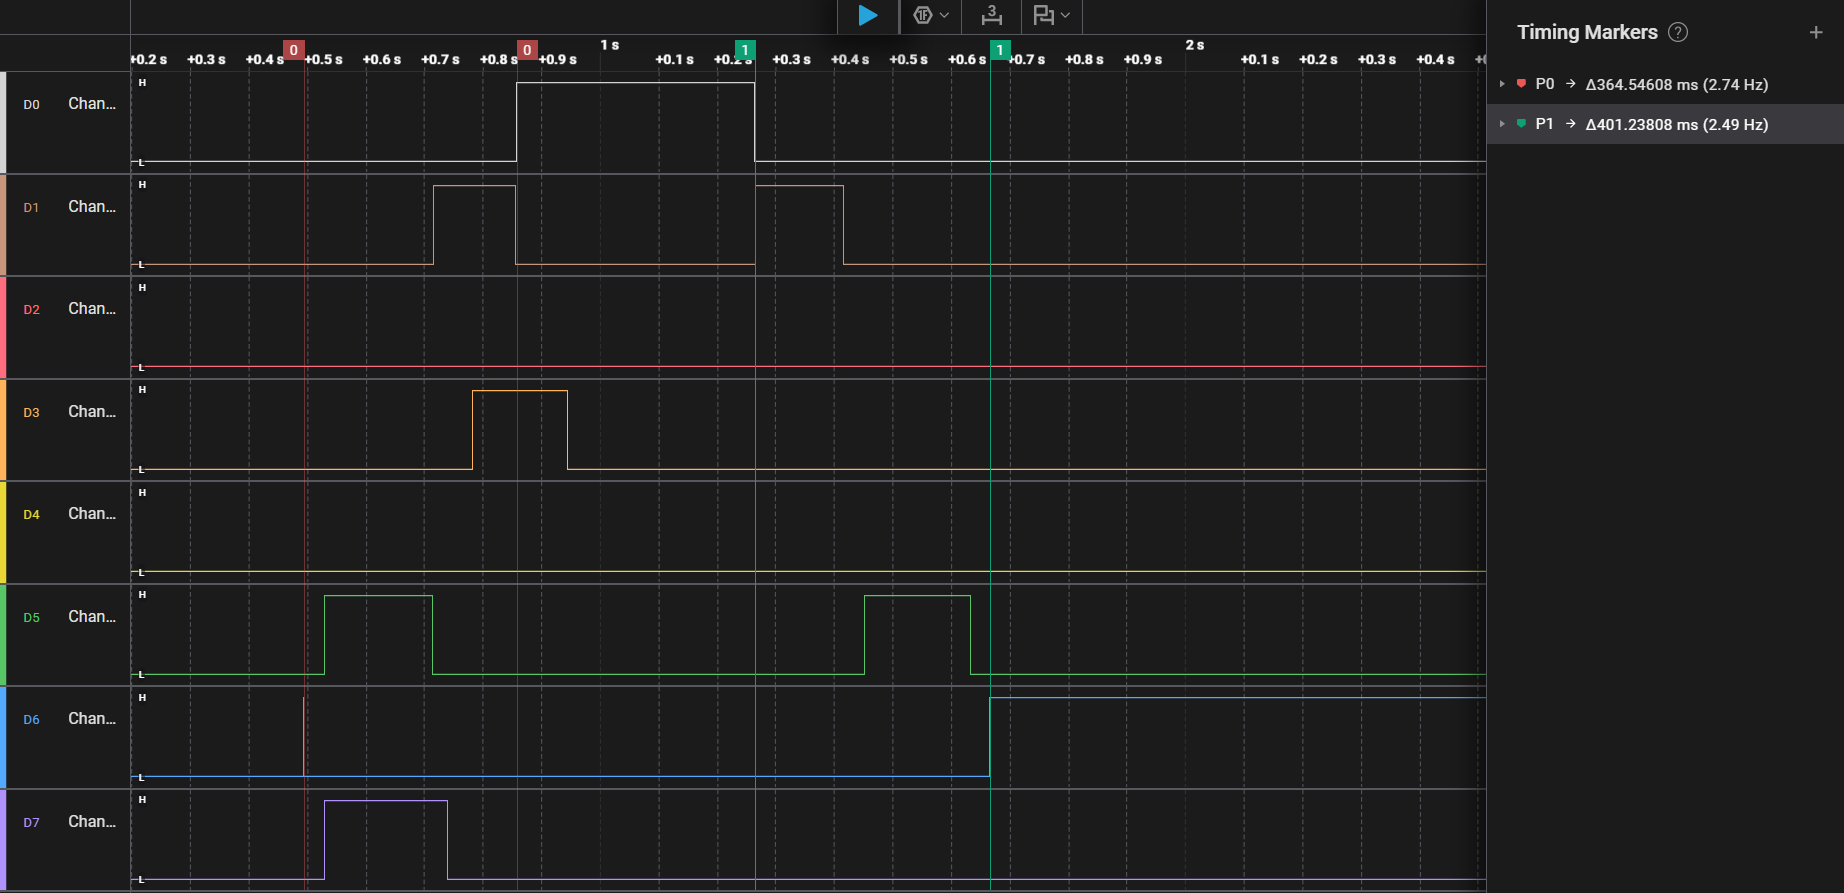 3
Timing Markers ?
0 0 1 1 s 1 2 s
+0.2 s +0.3 s +0.4 s +0.5 s +0.6 s +0.7 s +0.8 s +0.9 s +0.1 s +0.2 s +0.3 s +0.4 s +0.5 s +0.6 s +0.7 s +0.8 s +0.9 s +0.1 s +0.2 s +0.3 s +0.4 s
P0 → Δ364.54608 ms (2.74 Hz)
P1 → Δ401.23808 ms (2.49 Hz)
H
D0 Chan...
L
H
D1 Chan...
L
H
D2 Chan...
L
H
D3 Chan...
L
H
D4 Chan...
L
H
D5 Chan...
L
H
D6 Chan...
L
H
D7 Chan...
L